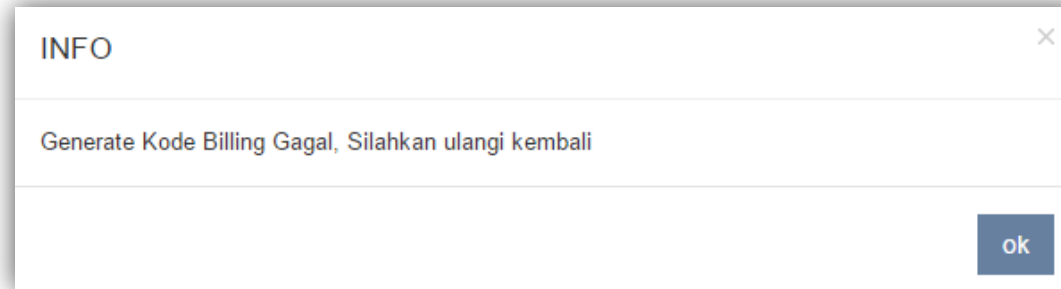 INFO
×
Generate Kode Billing Gagal, Silahkan ulangi kembali
ok